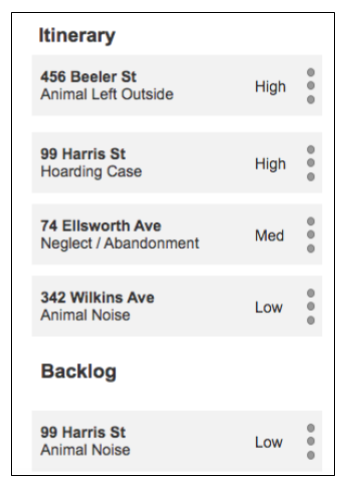 Itinerary
456 Beeler St
Animal Left Outside
High
99 Harris St
Hoarding Case
High
74 Ellsworth Ave
Neglect / Abandonment
Med
342 Wilkins Ave
Animal Noise
Low
Backlog
99 Harris St
Animal Noise
Low